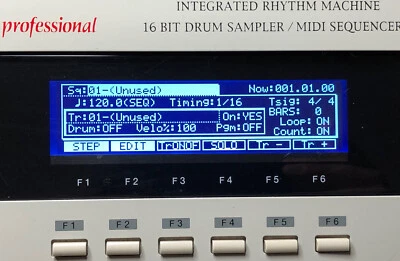 INTEGRATED RHYTHM MACHINE
professional 16 BIT DRUM SAMPLER / MIDI SEQUENCER
Sq:01-(Unused) Now:001.01.00
♩:120.0(SEQ) Timing:1/16 Tsig: 4/ 4
Tr:01-(Unused) On:YES BARS: 0
Drum:OFF Velo%:100 Pgm:OFF Loop: ON
Count: ON
STEP EDIT TrONOF SOLO Tr - Tr +
F1 F2 F3 F4 F5 F6
F1 F2 F3 F4 F5 F6